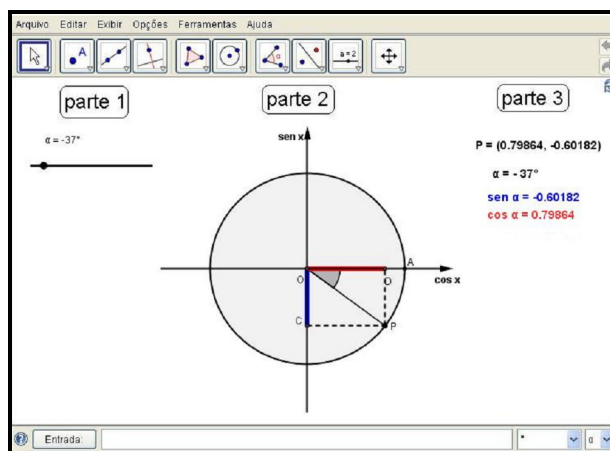 Arquivo Editar Exibir Opções Ferramentas Ajuda
A a = 2
parte 1 parte 2 parte 3
α = -37°
sen x
P = (0.79864, -0.60182)
α = - 37°
sen α = -0.60182
cos α = 0.79864
A
O D cos x
C P
Entrada: ° α